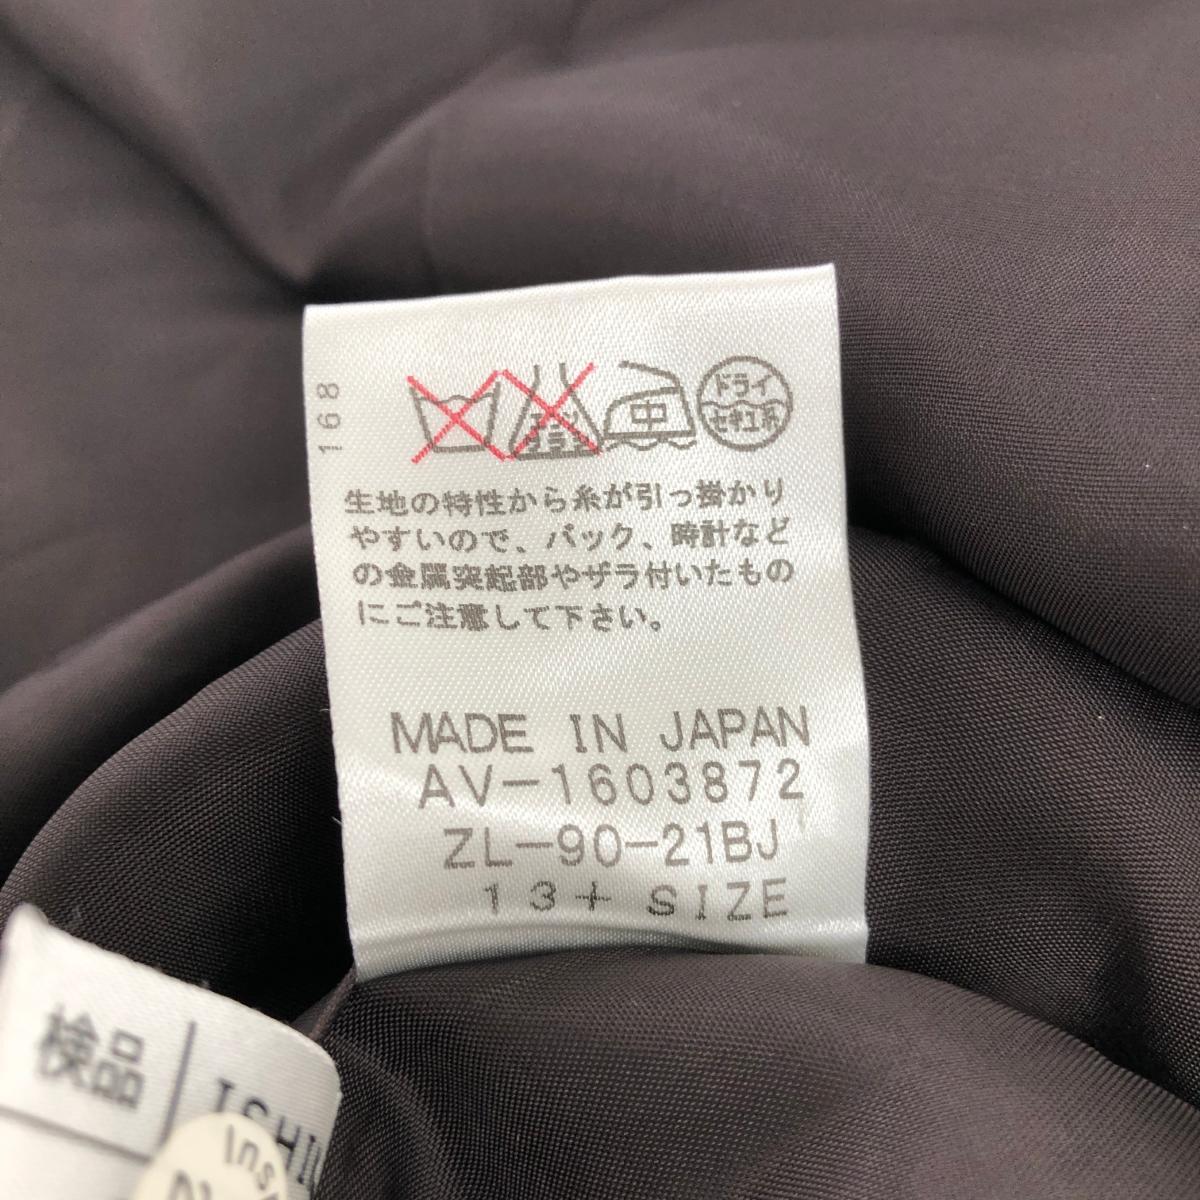 168
中
ドライ
セキユ系
生地の特性から糸が引っ掛かり
やすいので、バック、時計など
の金属突起部やザラ付いたもの
にご注意して下さい。
MADE IN JAPAN
AV-1603872
ZL-90-21BJ
13+ SIZE
検品